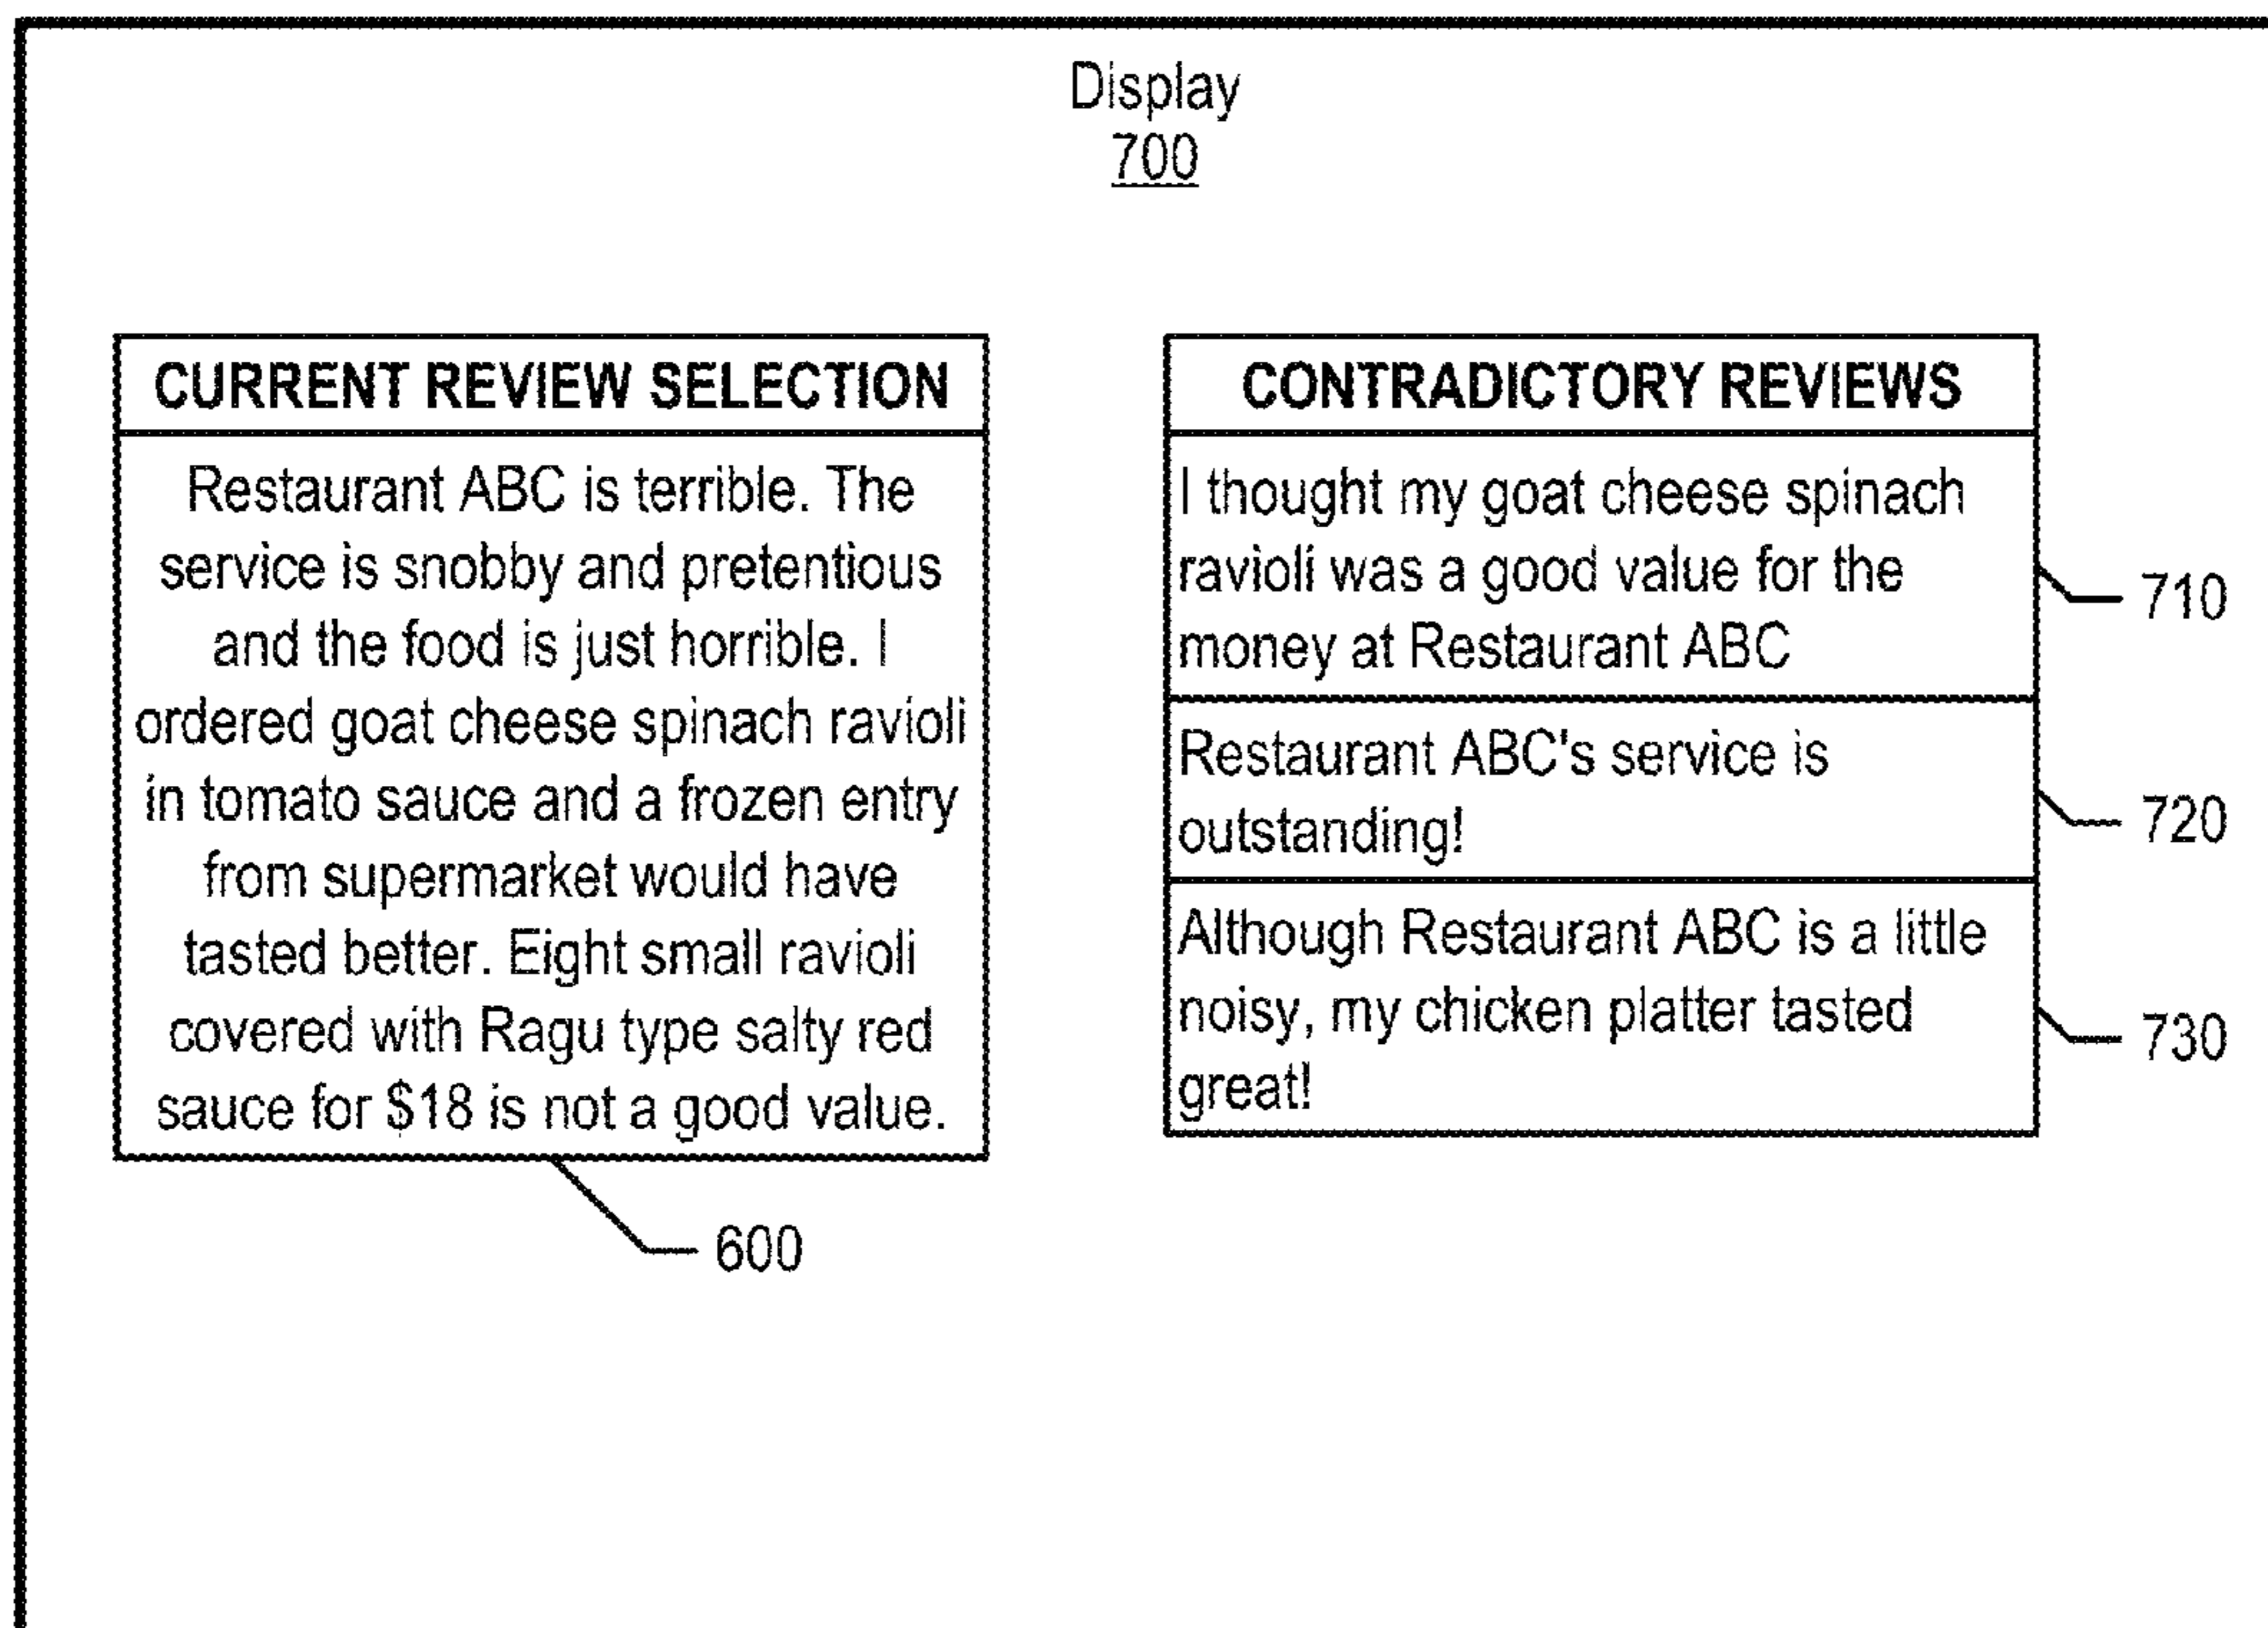 Display
700
CURRENT REVIEW SELECTION
Restaurant ABC is terrible. The
service is snobby and pretentious
and the food is just horrible. I
ordered goat cheese spinach ravioli
in tomato sauce and a frozen entry
from supermarket would have
tasted better. Eight small ravioli
covered with Ragu type salty red
sauce for $18 is not a good value.
600
CONTRADICTORY REVIEWS
I thought my goat cheese spinach
ravioli was a good value for the
money at Restaurant ABC
710
Restaurant ABC's service is
outstanding!
720
Although Restaurant ABC is a little
noisy, my chicken platter tasted
great!
730